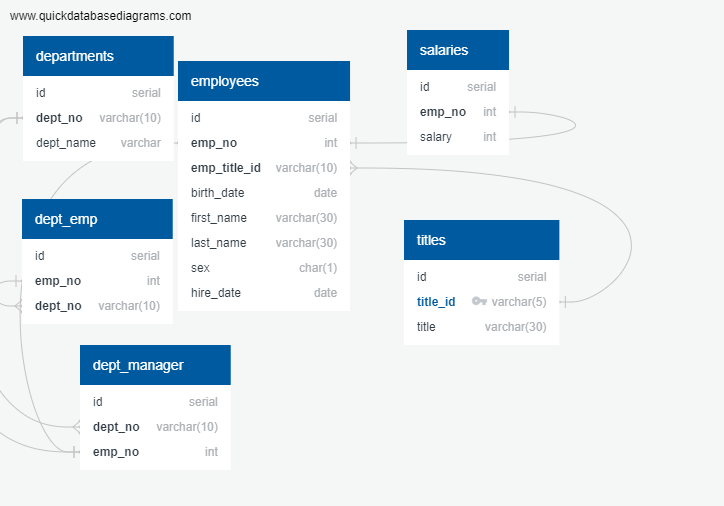 www.quickdatabasediagrams.com
departments
id serial
dept_no varchar(10)
dept_name varchar
employees
id serial
emp_no int
emp_title_id varchar(10)
birth_date date
first_name varchar(30)
last_name varchar(30)
sex char(1)
hire_date date
salaries
id serial
emp_no int
salary int
dept_emp
id serial
emp_no int
dept_no varchar(10)
titles
id serial
title_id varchar(5)
title varchar(30)
dept_manager
id serial
dept_no varchar(10)
emp_no int